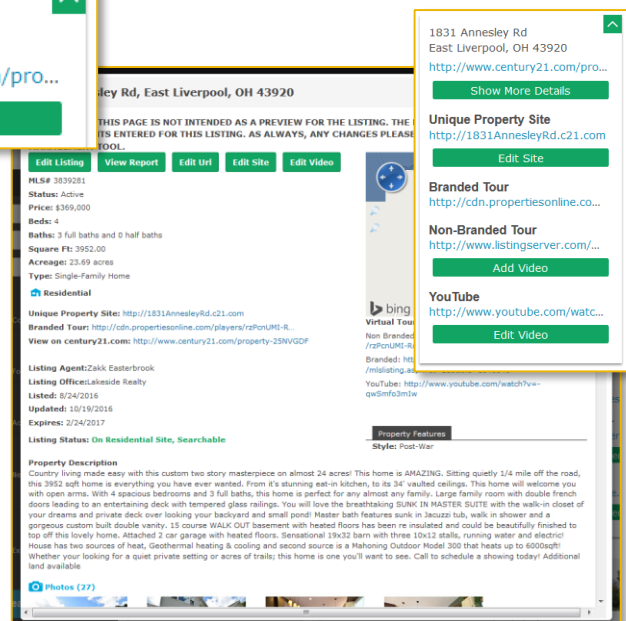 /pro...
1831 Annesley Rd
East Liverpool, OH 43920
http://www.century21.com/pro...
Show More Details
Unique Property Site
http://1831AnnesleyRd.c21.com
Edit Site
Branded Tour
http://cdn.propertiesonline.co...
Non-Branded Tour
http://www.listingserver.com/...
Add Video
YouTube
http://www.youtube.com/watc...
Edit Video
ley Rd, East Liverpool, OH 43920
THIS PAGE IS NOT INTENDED AS A PREVIEW FOR THE LISTING. THE
TS ENTERED FOR THIS LISTING. AS ALWAYS, ANY CHANGES PLEAS
TOOL.
Edit Listing View Report Edit Url Edit Site Edit Video
MLS# 3839281
Status: Active
Price: $369,000
Beds: 4
Baths: 3 full baths and 0 half baths
Square Ft: 3952.00
Acreage: 23.69 acres
Type: Single-Family Home
Residential
Unique Property Site: http://1831AnnesleyRd.c21.com
Branded Tour: http://cdn.propertiesonline.com/players/rzPcnUMI-R...
View on century21.com: http://www.century21.com/property-25NVGDF
Listing Agent:Zakk Easterbrook
Listing Office:Lakeside Realty
Listed: 8/24/2016
Updated: 10/19/2016
Expires: 2/24/2017
Listing Status: On Residential Site, Searchable
bing
Virtual Tou
Non Branded
/rzPcnUMI-R
Branded: htt
YouTube: http://www.youtube.com/watch?v=-
qwSmfo3m1w
Property Features
Style: Post-War
Property Description
Country living made easy with this custom two story masterpiece on almost 24 acres! This home is AMAZING. Sitting quietly 1/4 mile off the road,
this 3952 sqft home is everything you have ever wanted. From it's stunning eat-in kitchen, to its 34' vaulted ceilings. This home will welcome you
with open arms. With 4 spacious bedrooms and 3 full baths, this home is perfect for any almost any family. Large family room with double french
doors leading to an entertaining deck with tempered glass railings. You will love the breathtaking SUNK IN MASTER SUITE with the walk-in closet of
your dreams and private deck over looking your backyard and small pond! Master bath features sunk in Jacuzzi tub, walk in shower and a
gorgeous custom built double vanity. 15 course WALK OUT basement with heated floors has been re insulated and could be beautifully finished to
top off this lovely home. Attached 2 car garage with heated floors. Sensational 19x32 barn with three 10x12 stalls, running water and electric!
House has two sources of heat, Geothermal heating & cooling and second source is a Mahoning Outdoor Model 300 that heats up to 6000sqft!
Whether your looking for a quiet private setting or acres of trails; this home is one you'll want to see. Call to schedule a showing today! Additional
land available
Photos (27)